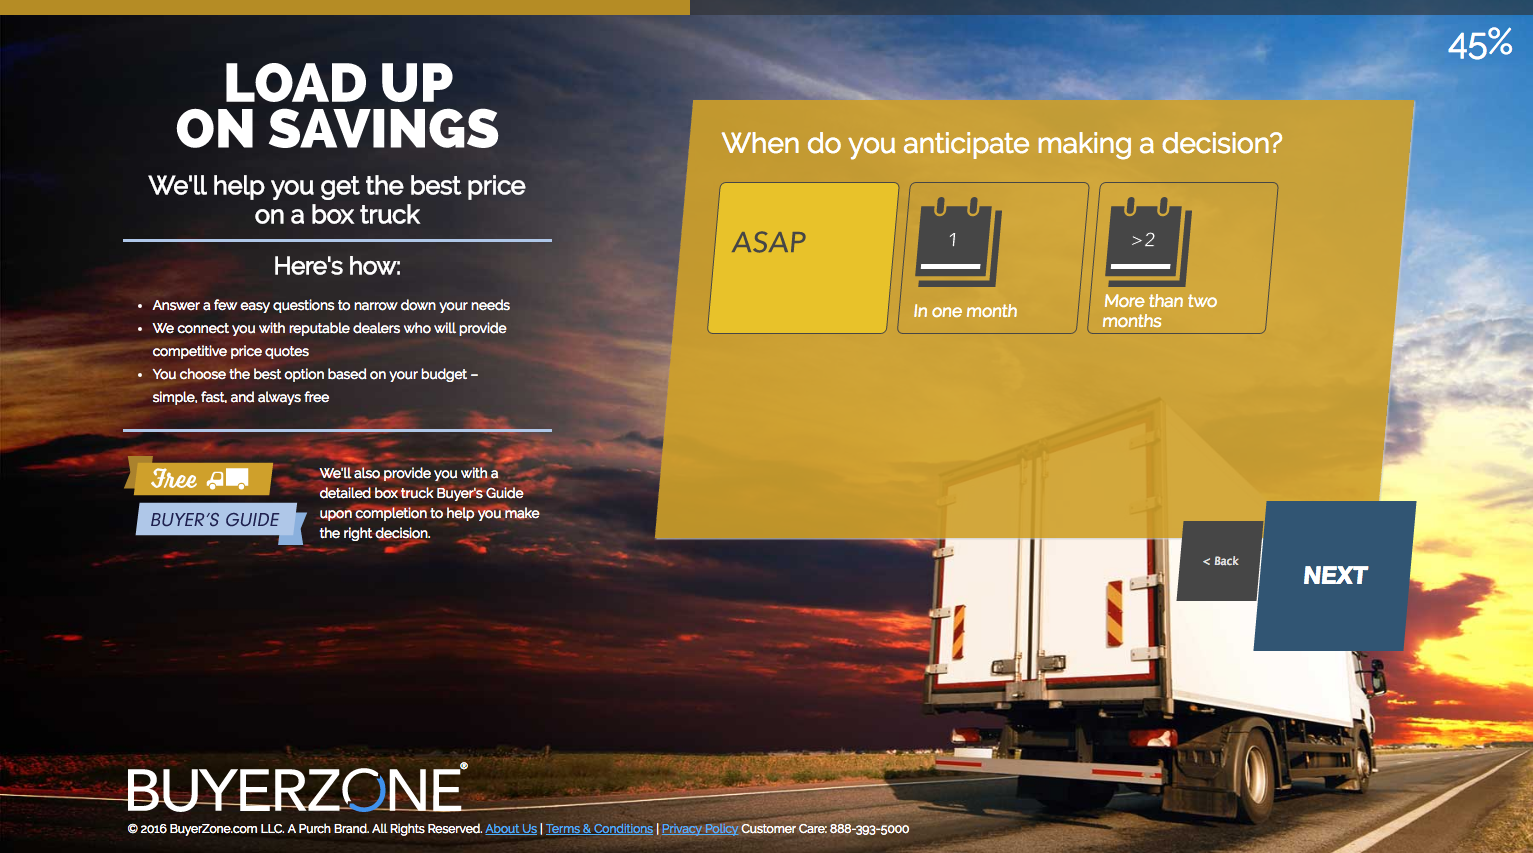 45%
LOAD UP
ON SAVINGS
We'll help you get the best price
on a box truck
Here's how:
• Answer a few easy questions to narrow down your needs
• We connect you with reputable dealers who will provide
competitive price quotes
• You choose the best option based on your budget –
simple, fast, and always free
Free
BUYER'S GUIDE
We'll also provide you with a
detailed box truck Buyer's Guide
upon completion to help you make
the right decision.
When do you anticipate making a decision?
ASAP
1
In one month
>2
More than two
months
< Back
NEXT
BUYERZONE®
© 2016 BuyerZone.com LLC. A Purch Brand. All Rights Reserved. About Us | Terms & Conditions | Privacy Policy Customer Care: 888-393-5000